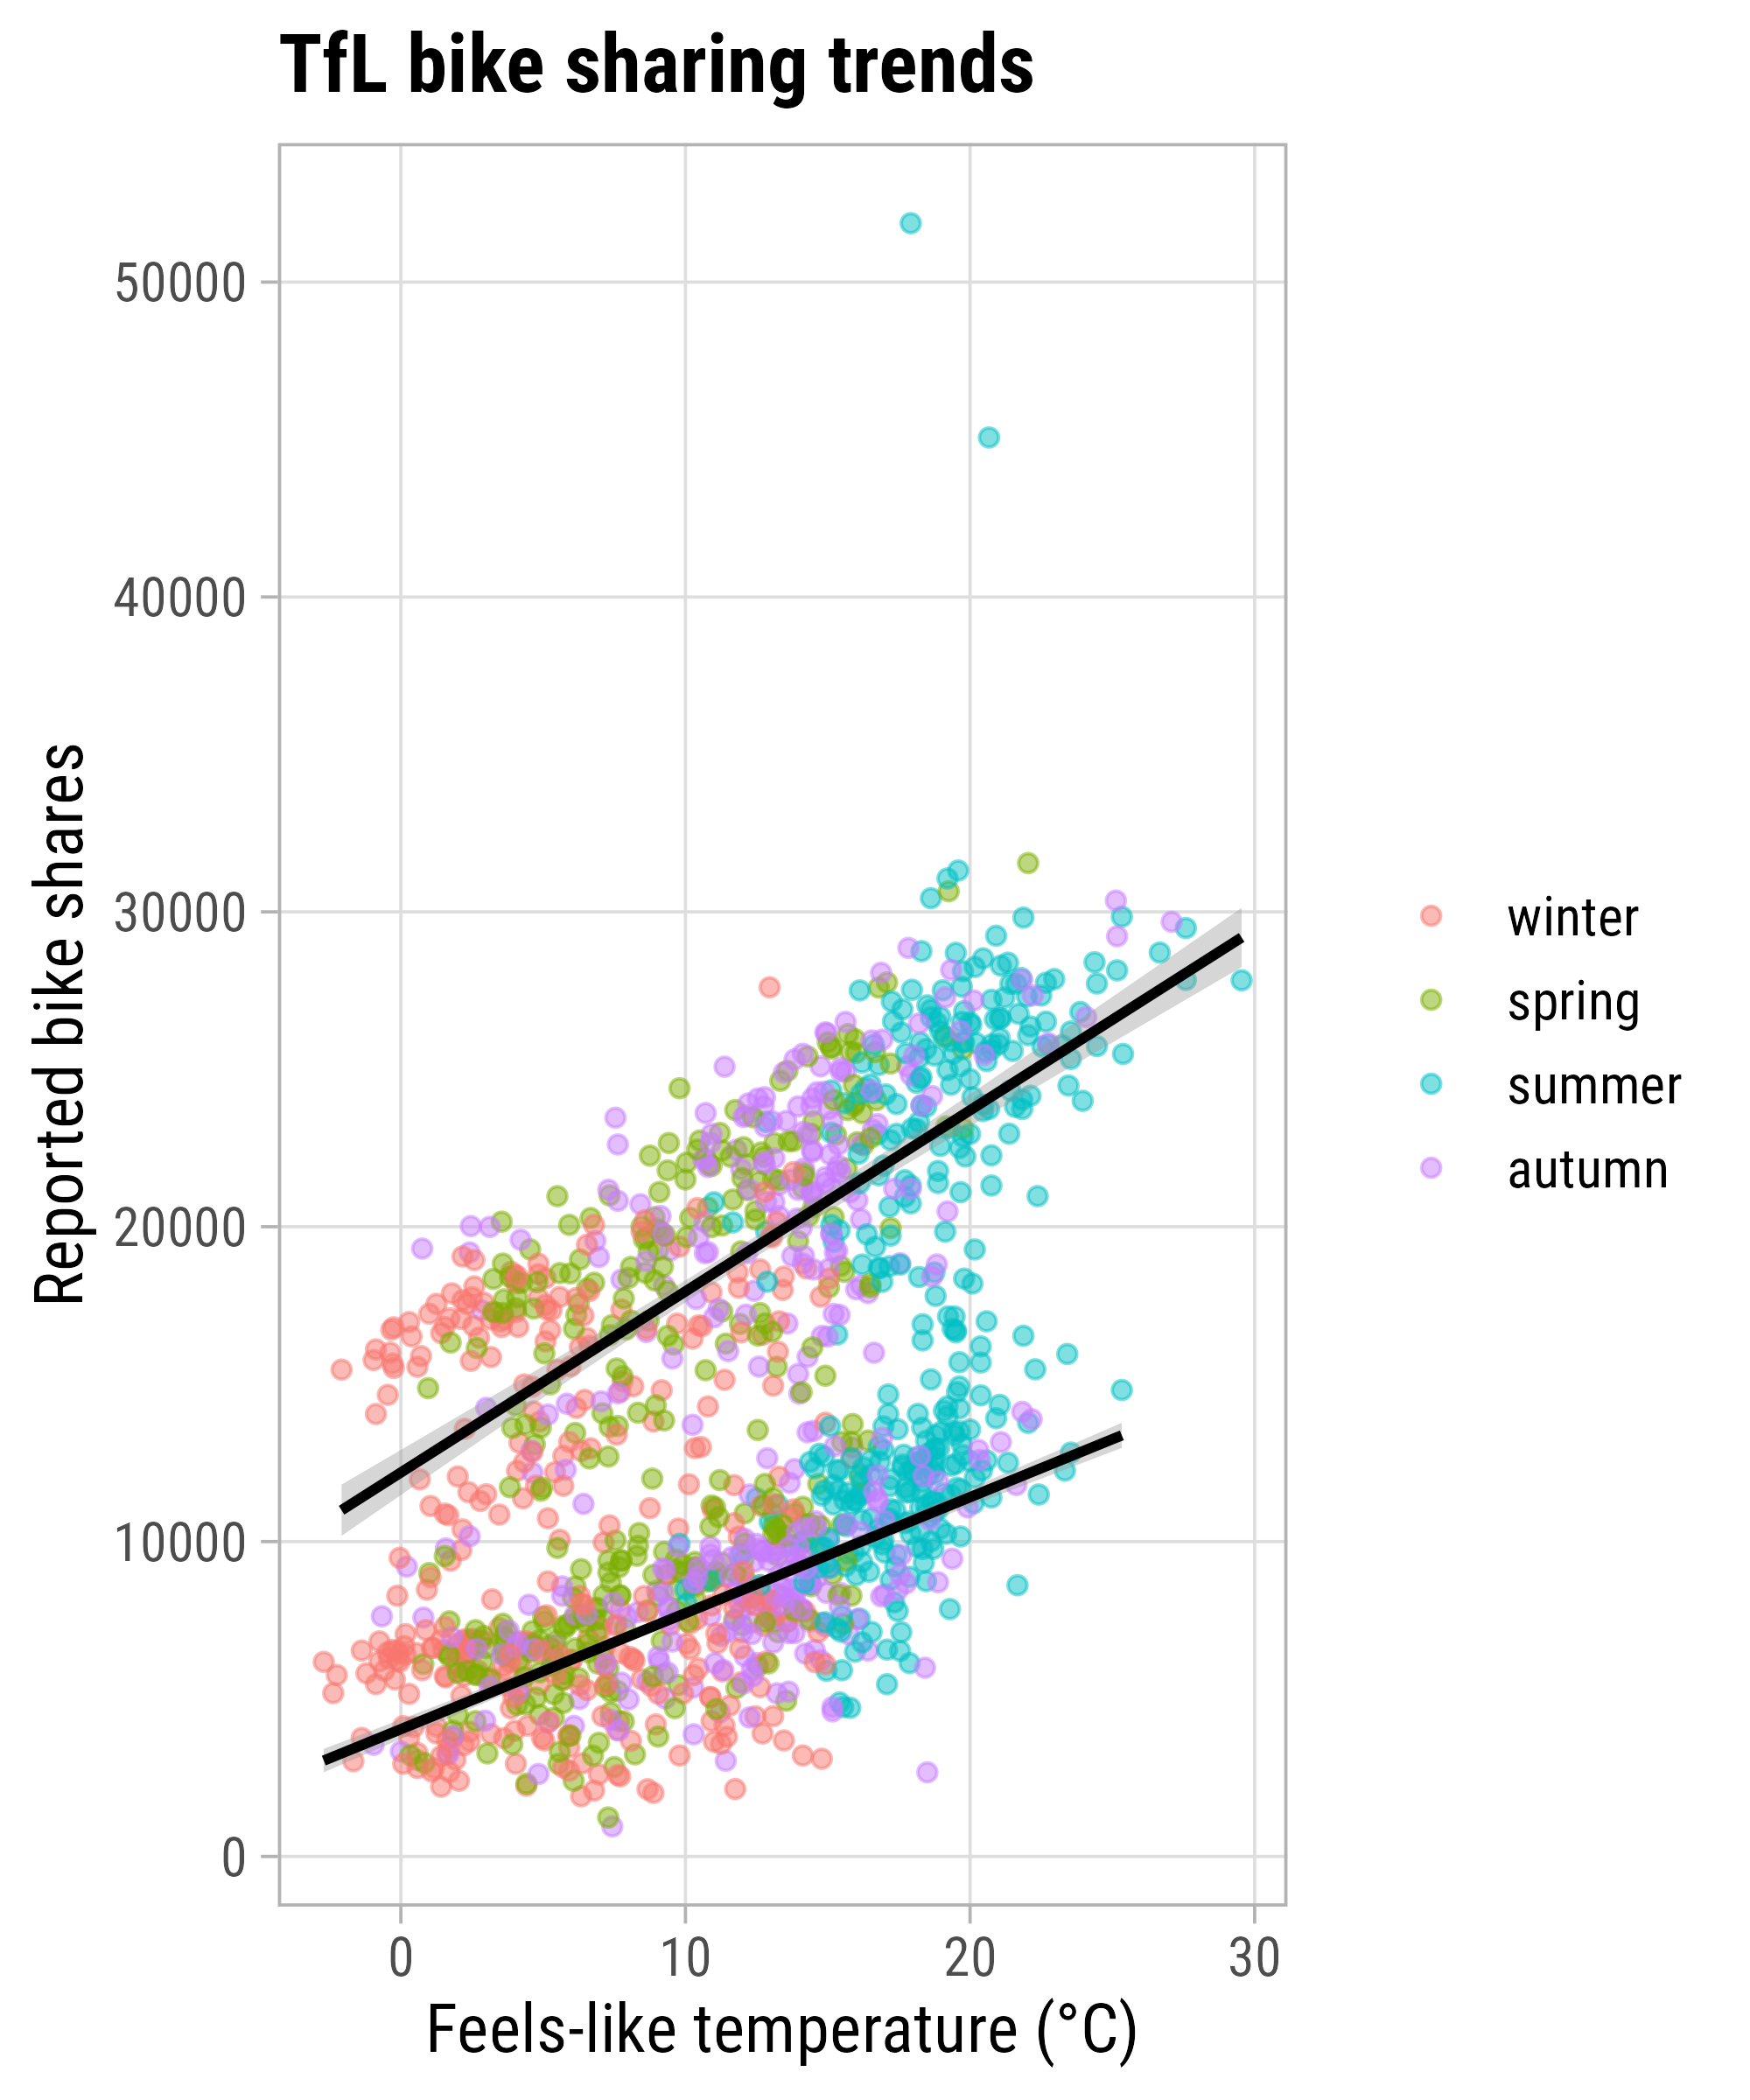 TfL bike sharing trends
Reported bike shares
50000
40000
30000
20000
10000
0
0 10 20 30
Feels-like temperature (°C)
winter
spring
summer
autumn